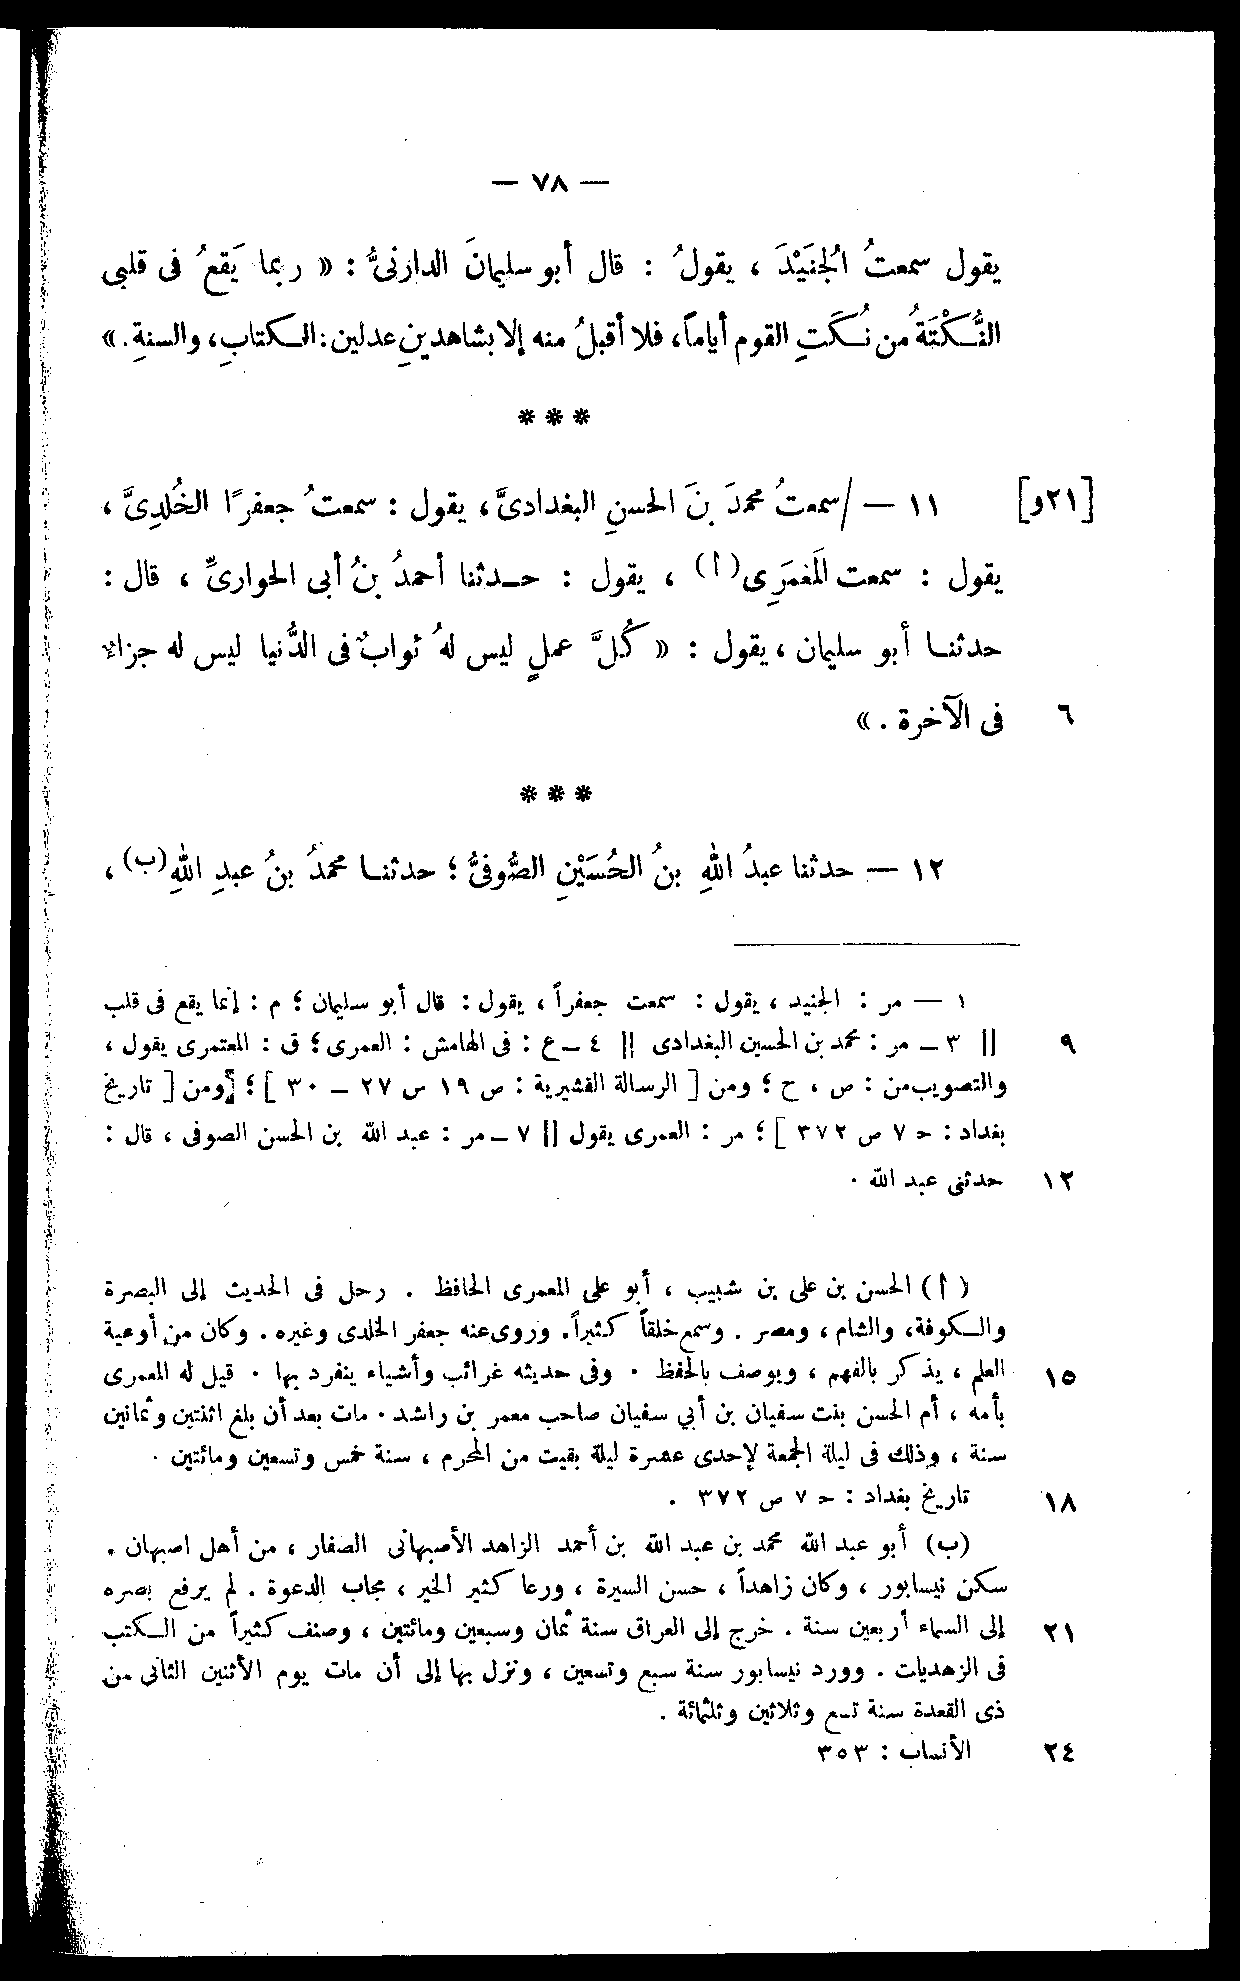 — ٧٨ —
يقول سمعتُ الجُنَيْدَ ، يقولُ : قال أبو سليمانَ الدارنىُّ : « ربما يَقعُ فى قلبى
النُّكْتَةُ من نُكَتِ القوم أياماً، فلا أقبلُ منه إلا بشاهدينِ عدلين : الكتابِ، والسنةِ . »
***
[٢١و] ١١ — /سمعتُ محمدَ بنَ الحسنِ البغدادىَّ، يقول : سمعتُ جعفرًا الخُلدِىَّ ،
يقول : سمعت المَعْمَرِى(أ) ، يقول : حدثنا أحمدُ بنُ أبى الحوارىِّ ، قال :
حدثنا أبو سليمان ، يقول : « كُلَّ عملٍ ليس لهُ ثوابٌ فى الدُّنيا ليس له جزاء
٦ فى الآخرة . »
***
١٢ — حدثنا عبدُ اللهِ بنُ الحُسَيْنِ الصُّوفىُّ ؛ حدثنا محمدُ بنُ عبدِ اللهِ(ب) ،
١ — مر : الجنيد ، يقول : سمعت جعفراً ، يقول : قال أبو سليمان ؛ م : إنما يقع فى قلب
٩ || ٣ — مر : محمد بن الحسين البغدادى || ٤ — ع : فى الهامش : العمرى ؛ ق : المعتمرى يقول ،
والتصويب من : ص ، ح ؛ ومن [ الرسالة القشيرية : ص ١٩ س ٢٧ — ٣٠ ] ؛ ومن [ تاريخ
بغداد : ح ٧ ص ٣٧٢ ] ؛ مر : العمرى يقول || ٧ — مر : عبد الله بن الحسن الصوفى ، قال :
١٢ حدثنى عبد الله .
(أ) الحسن بن على بن شبيب ، أبو على المعمرى الحافظ . رحل فى الحديث إلى البصرة
والكوفة، والشام ، ومصر . وسمع خلقاً كثيراً. وروى عنه جعفر الخلدى وغيره . وكان من أوعية
١٥ العلم ، يذكر بالفهم ، ويوصف بالحفظ . وفى حديثه غرائب وأشياء ينفرد بها . قيل له المعمرى
بأمه ، أم الحسن بنت سفيان بن أبي سفيان صاحب معمر بن راشد . مات بعد أن بلغ اثنتين وثمانين
سنة ، وذلك فى ليلة الجمعة لإحدى عشرة ليلة بقيت من المحرم ، سنة خمس وتسعين ومائتين .
١٨ تاريخ بغداد : ح ٧ ص ٣٧٢ .
(ب) أبو عبد الله محمد بن عبد الله بن أحمد الزاهد الأصبهانى الصفار ، من أهل اصبهان .
سكن نيسابور ، وكان زاهداً ، حسن السيرة ، ورعا كثير الخير ، مجاب الدعوة . لم يرفع بصره
٢١ إلى السماء أربعين سنة . خرج إلى العراق سنة ثمان وسبعين ومائتين ، وصنف كثيراً من الكتب
فى الزهديات . وورد نيسابور سنة سبع وتسعين ، ونزل بها إلى أن مات يوم الأثنين الثانى من
ذى القعدة سنة تسع وثلاثين وثلثمائة .
٢٤ الأنساب : ٣٥٣